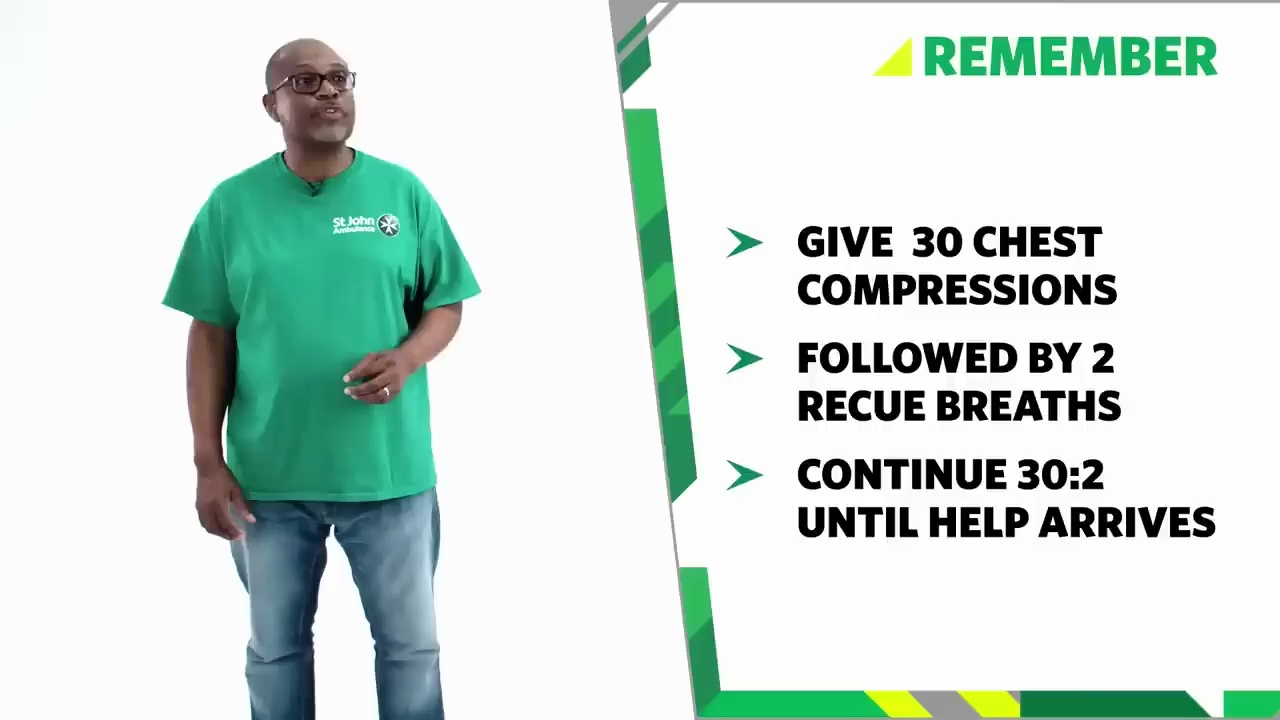 REMEMBER
St John
Ambulance
GIVE  30 CHEST
COMPRESSIONS
FOLLOWED BY 2
RECUE BREATHS
CONTINUE 30:2
UNTIL HELP ARRIVES